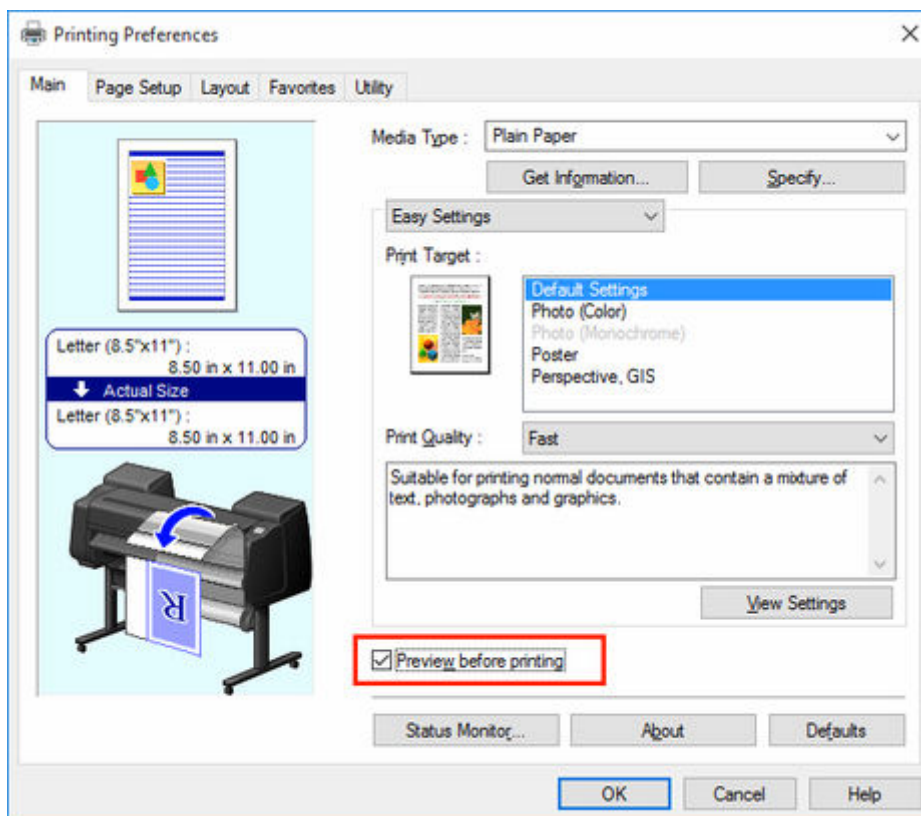 Printing Preferences
Main Page Setup Layout Favorites Utility
Media Type : Plain Paper
Get Information... Specify...
Easy Settings
Print Target :
Default Settings
Photo (Color)
Photo (Monochrome)
Poster
Perspective, GIS
Letter (8.5"x11") :
8.50 in x 11.00 in
Actual Size
Letter (8.5"x11") :
8.50 in x 11.00 in
Print Quality : Fast
Suitable for printing normal documents that contain a mixture of
text, photographs and graphics.
R
View Settings
Preview before printing
Status Monitor... About Defaults
OK Cancel Help